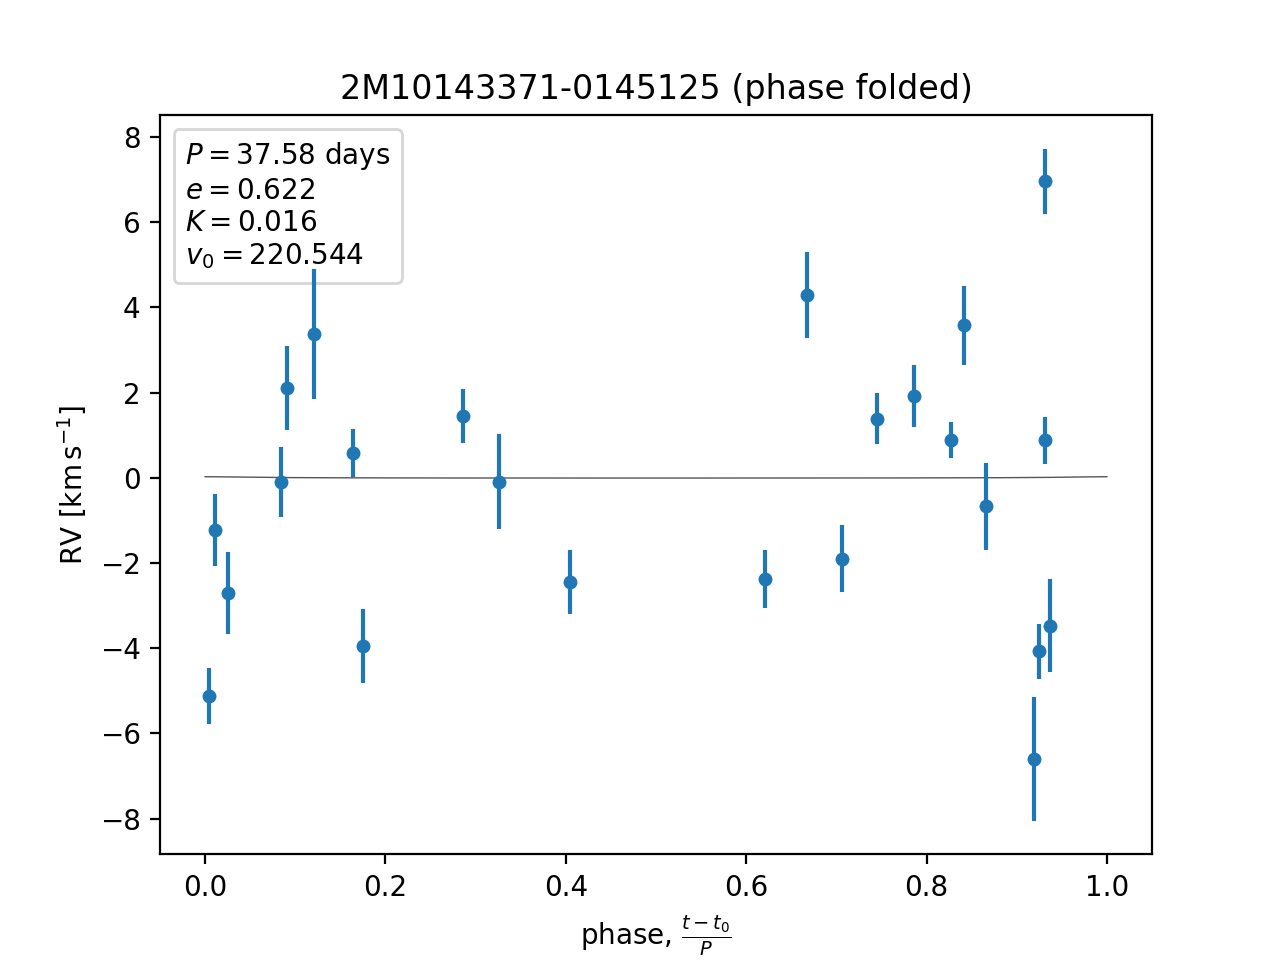 2M10143371-0145125 (phase folded)
P = 37.58 days
e = 0.622
K = 0.016
v₀ = 220.544
8
6
4
2
0
−2
−4
−6
−8
RV [km s⁻¹]
0.0 0.2 0.4 0.6 0.8 1.0
phase, (t − t₀)/P